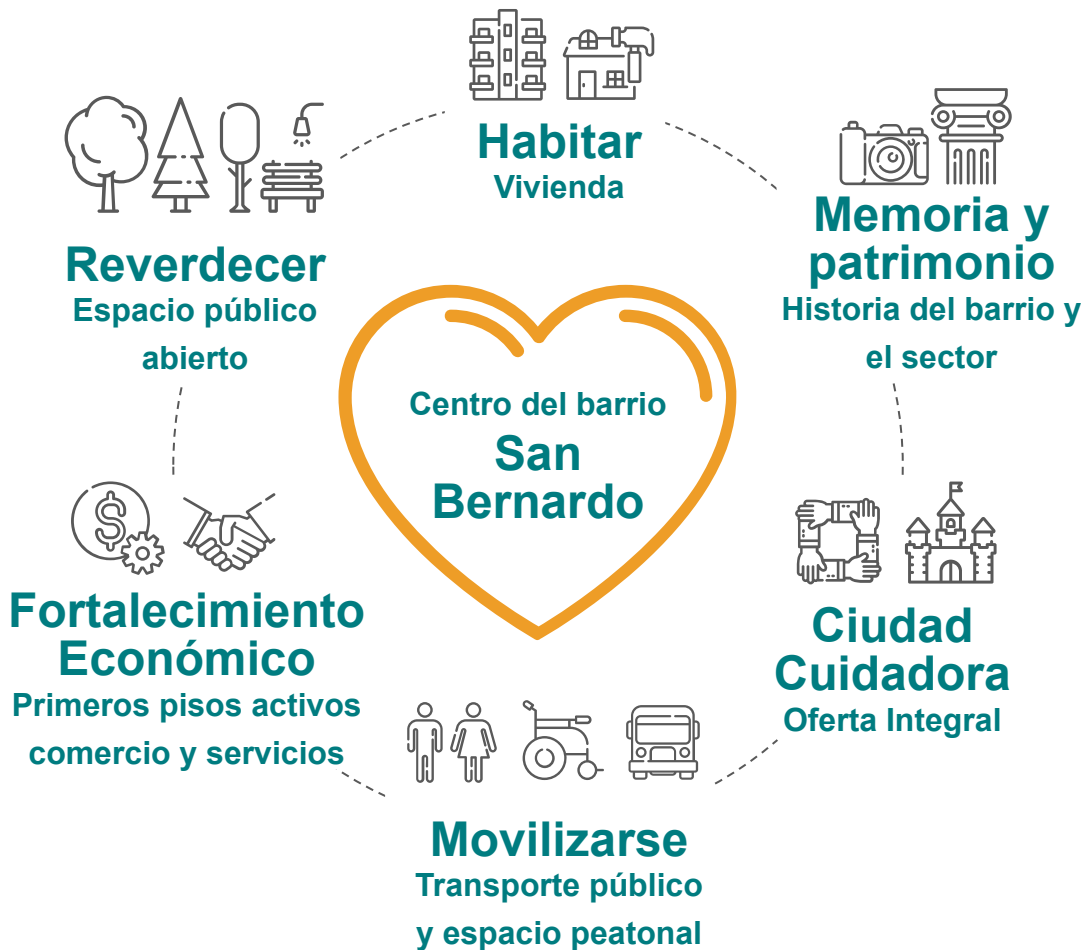 Habitar
Vivienda
Memoria y
patrimonio
Historia del barrio y
el sector
Reverdecer
Espacio público
abierto
Centro del barrio
San
Bernardo
$
Fortalecimiento
Económico
Primeros pisos activos
comercio y servicios
Ciudad
Cuidadora
Oferta Integral
Movilizarse
Transporte público
y espacio peatonal